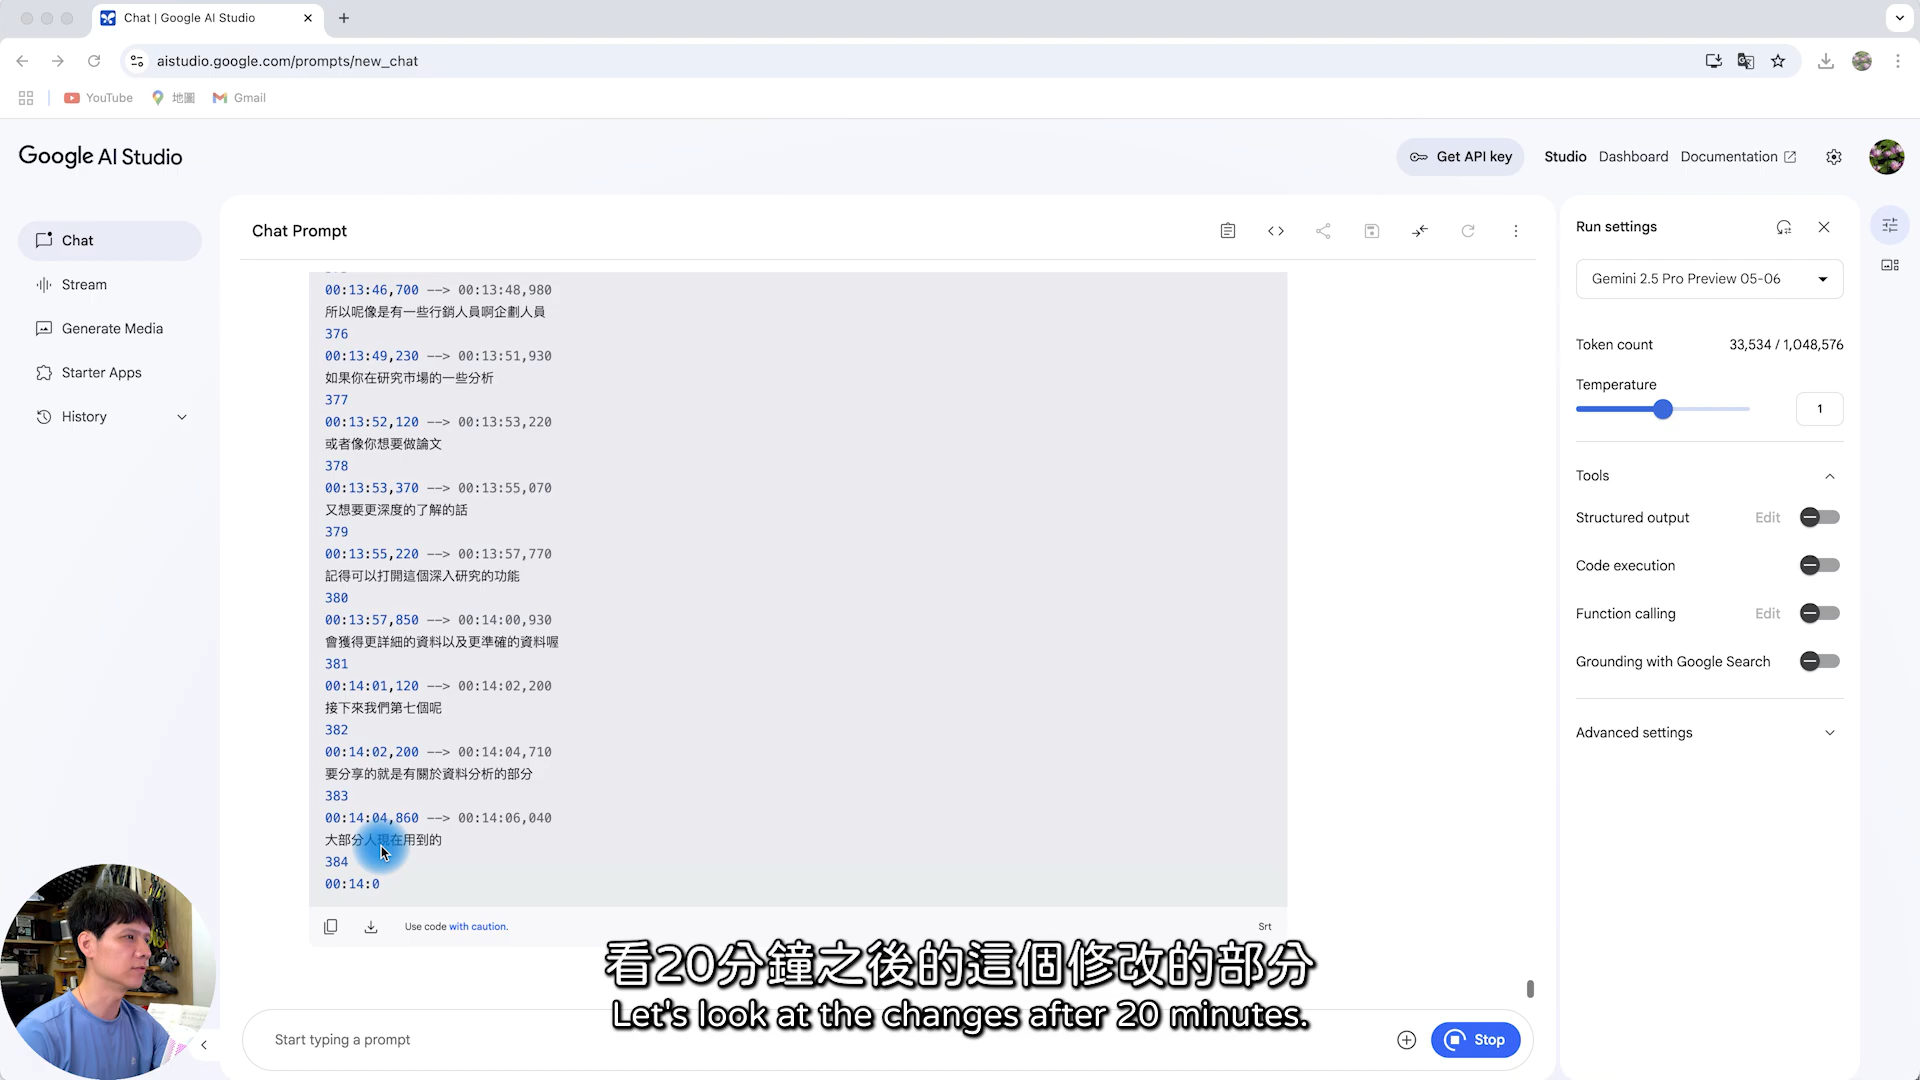 Chat | Google AI Studio
aistudio.google.com/prompts/new_chat
YouTube
地圖
Gmail
Google AI Studio
Get API key
Studio
Dashboard
Documentation
Chat
Stream
Generate Media
Starter Apps
History
Chat Prompt
00:13:46,700 --> 00:13:48,980
所以呢像是有一些行銷人員啊企劃人員
376
00:13:49,230 --> 00:13:51,930
如果你在研究市場的一些分析
377
00:13:52,120 --> 00:13:53,220
或者像你想要做論文
378
00:13:53,370 --> 00:13:55,070
又想要更深度的了解的話
379
00:13:55,220 --> 00:13:57,770
記得可以打開這個深入研究的功能
380
00:13:57,850 --> 00:14:00,930
會獲得更詳細的資料以及更準確的資料喔
381
00:14:01,120 --> 00:14:02,200
接下來我們第七個呢
382
00:14:02,200 --> 00:14:04,710
要分享的就是有關於資料分析的部分
383
00:14:04,860 --> 00:14:06,040
大部分人現在用到的
384
00:14:0
Use code with caution.
Srt
看20分鐘之後的這個修改的部分
Let's look at the changes after 20 minutes.
Start typing a prompt
Stop
Run settings
Gemini 2.5 Pro Preview 05-06
Token count
33,534 / 1,048,576
Temperature
1
Tools
Structured output
Edit
Code execution
Function calling
Edit
Grounding with Google Search
Advanced settings